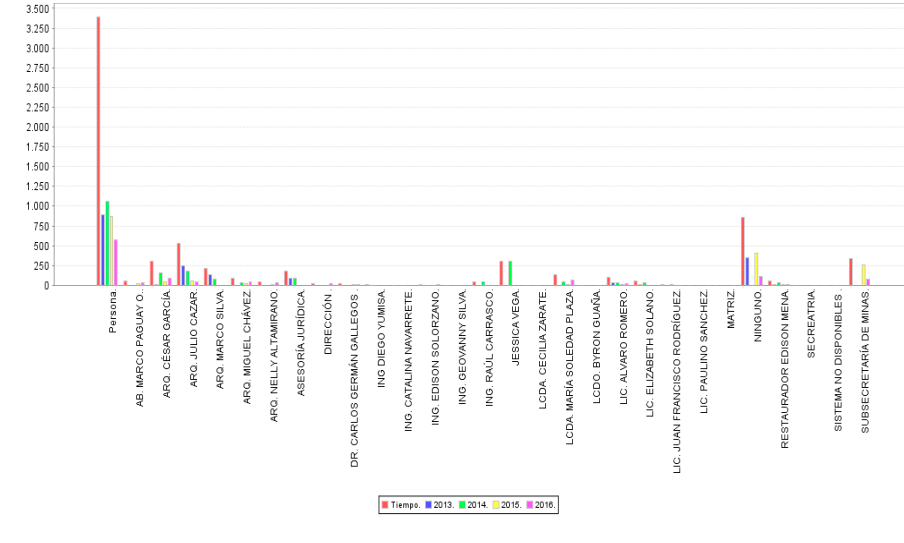 3.500
3.250
3.000
2.750
2.500
2.250
2.000
1.750
1.500
1.250
1.000
750
500
250
0
Persona.
AB. MARCO PAGUAY O..
ARQ. CÉSAR GARCÍA.
ARQ. JULIO CAZAR.
ARQ. MARCO SILVA.
ARQ. MIGUEL CHÁVEZ.
ARQ. NELLY ALTAMIRANO.
ASESORÍA JURÍDICA.
DIRECCIÓN .
DR. CARLOS GERMÁN GALLEGOS .
ING DIEGO YUMISA.
ING. CATALINA NAVARRETE.
ING. EDISON SOLORZANO.
ING. GEOVANNY SILVA.
ING. RAÚL CARRASCO.
JESSICA VEGA.
LCDA. CECILIA ZARATE.
LCDA. MARÍA SOLEDAD PLAZA.
LCDO. BYRON GUAÑA.
LIC. ALVARO ROMERO.
LIC. ELIZABETH SOLANO.
LIC. JUAN FRANCISCO RODRÍGUEZ.
LIC. PAULINO SANCHEZ.
MATRIZ.
NINGUNO.
RESTAURADOR EDISON MENA.
SECREATRIA.
SISTEMA NO DISPONIBLES .
SUBSECRETARÍA DE MINAS.
Tiempo. 2013. 2014. 2015. 2016.